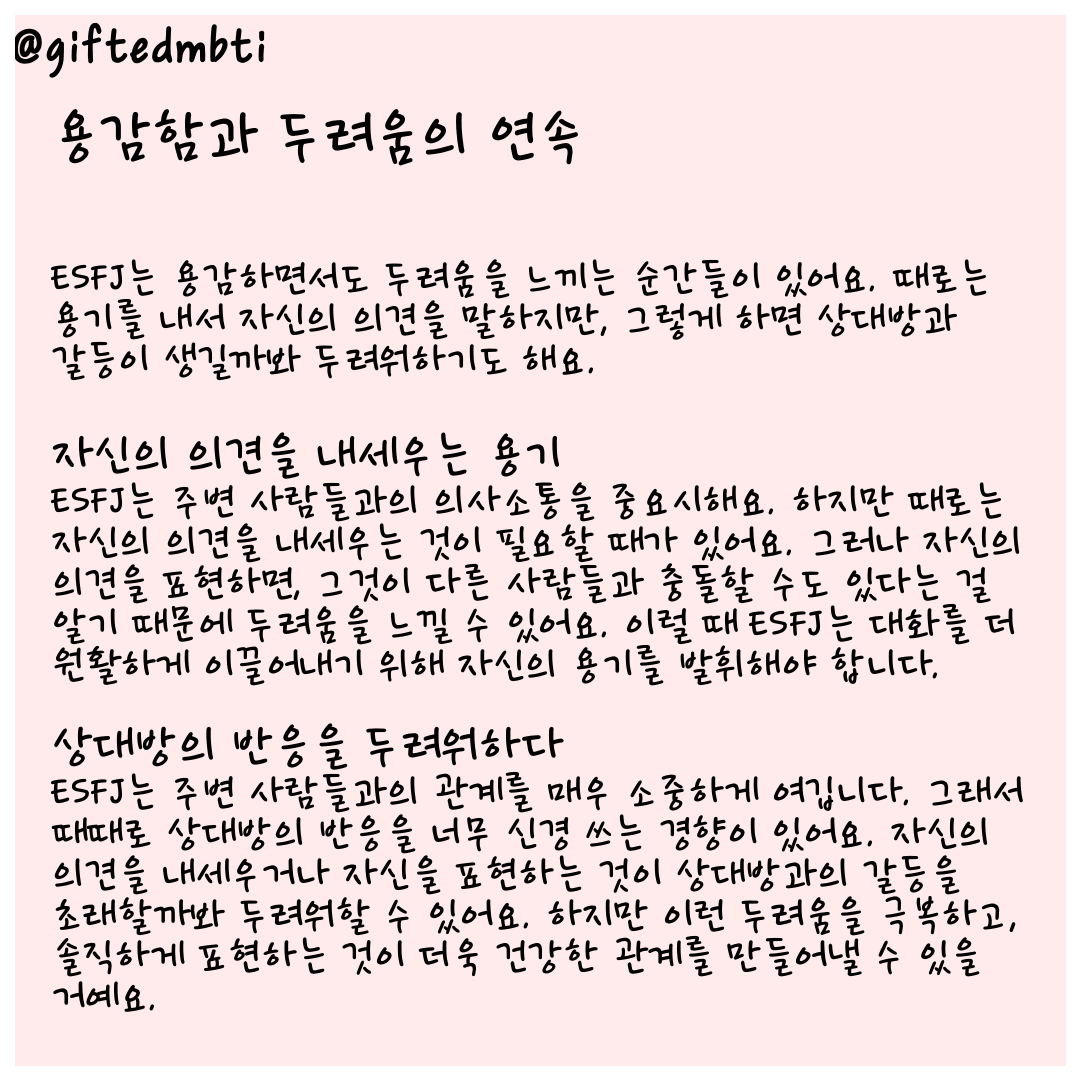 @giftedmbti
용감함과 두려움의 연속
ESFJ는 용감하면서도 두려움을 느끼는 순간들이 있어요. 때로는
용기를 내서 자신의 의견을 말하지만, 그렇게 하면 상대방과
갈등이 생길까봐 두려워하기도 해요.
자신의 의견을 내세우는 용기
ESFJ는 주변 사람들과의 의사소통을 중요시해요. 하지만 때로는
자신의 의견을 내세우는 것이 필요할 때가 있어요. 그러나 자신의
의견을 표현하면, 그것이 다른 사람들과 충돌할 수도 있다는 걸
알기 때문에 두려움을 느낄 수 있어요. 이럴 때 ESFJ는 대화를 더
원활하게 이끌어내기 위해 자신의 용기를 발휘해야 합니다.
상대방의 반응을 두려워하다
ESFJ는 주변 사람들과의 관계를 매우 소중하게 여깁니다. 그래서
때때로 상대방의 반응을 너무 신경 쓰는 경향이 있어요. 자신의
의견을 내세우거나 자신을 표현하는 것이 상대방과의 갈등을
초래할까봐 두려워할 수 있어요. 하지만 이런 두려움을 극복하고,
솔직하게 표현하는 것이 더욱 건강한 관계를 만들어낼 수 있을
거예요.